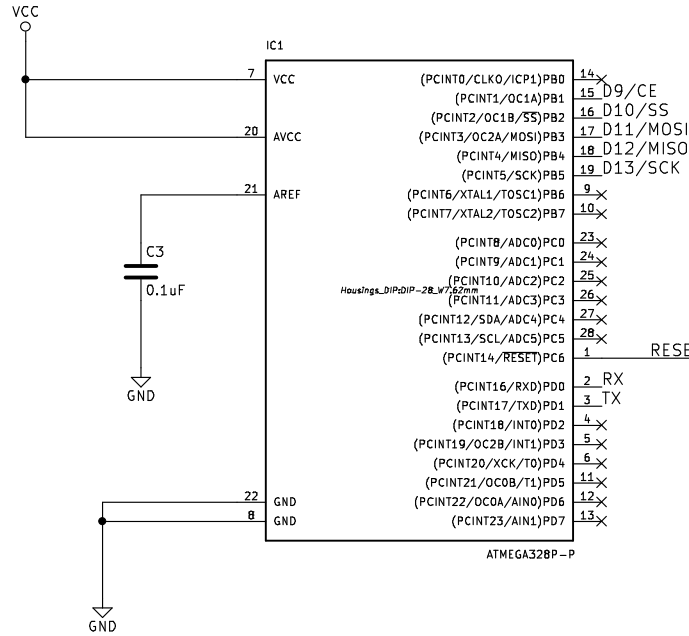 VCC
IC1
7 VCC (PCINT0/CLKO/ICP1)PB0 14
(PCINT1/OC1A)PB1 15 D9/CE
(PCINT2/OC1B/SS)PB2 16 D10/SS
20 AVCC (PCINT3/OC2A/MOSI)PB3 17 D11/MOSI
(PCINT4/MISO)PB4 18 D12/MISO
(PCINT5/SCK)PB5 19 D13/SCK
21 AREF (PCINT6/XTAL1/TOSC1)PB6 9
(PCINT7/XTAL2/TOSC2)PB7 10
(PCINT8/ADC0)PC0 23
C3 (PCINT9/ADC1)PC1 24
(PCINT10/ADC2)PC2 25
0.1uF Housings_DIP:DIP-28_W7.62mm
(PCINT11/ADC3)PC3 26
(PCINT12/SDA/ADC4)PC4 27
(PCINT13/SCL/ADC5)PC5 28
(PCINT14/RESET)PC6 1 RESE
GND (PCINT16/RXD)PD0 2 RX
(PCINT17/TXD)PD1 3 TX
(PCINT18/INT0)PD2 4
(PCINT19/OC2B/INT1)PD3 5
(PCINT20/XCK/T0)PD4 6
(PCINT21/OC0B/T1)PD5 11
22 GND (PCINT22/OC0A/AIN0)PD6 12
8 GND (PCINT23/AIN1)PD7 13
ATMEGA328P-P
GND